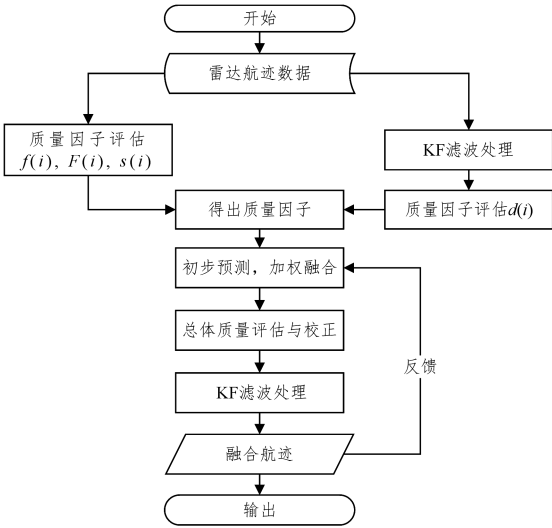 开始
雷达航迹数据
质量因子评估
f(i), F(i), s(i)
KF滤波处理
得出质量因子
质量因子评估d(i)
初步预测，加权融合
总体质量评估与校正
反馈
KF滤波处理
融合航迹
输出